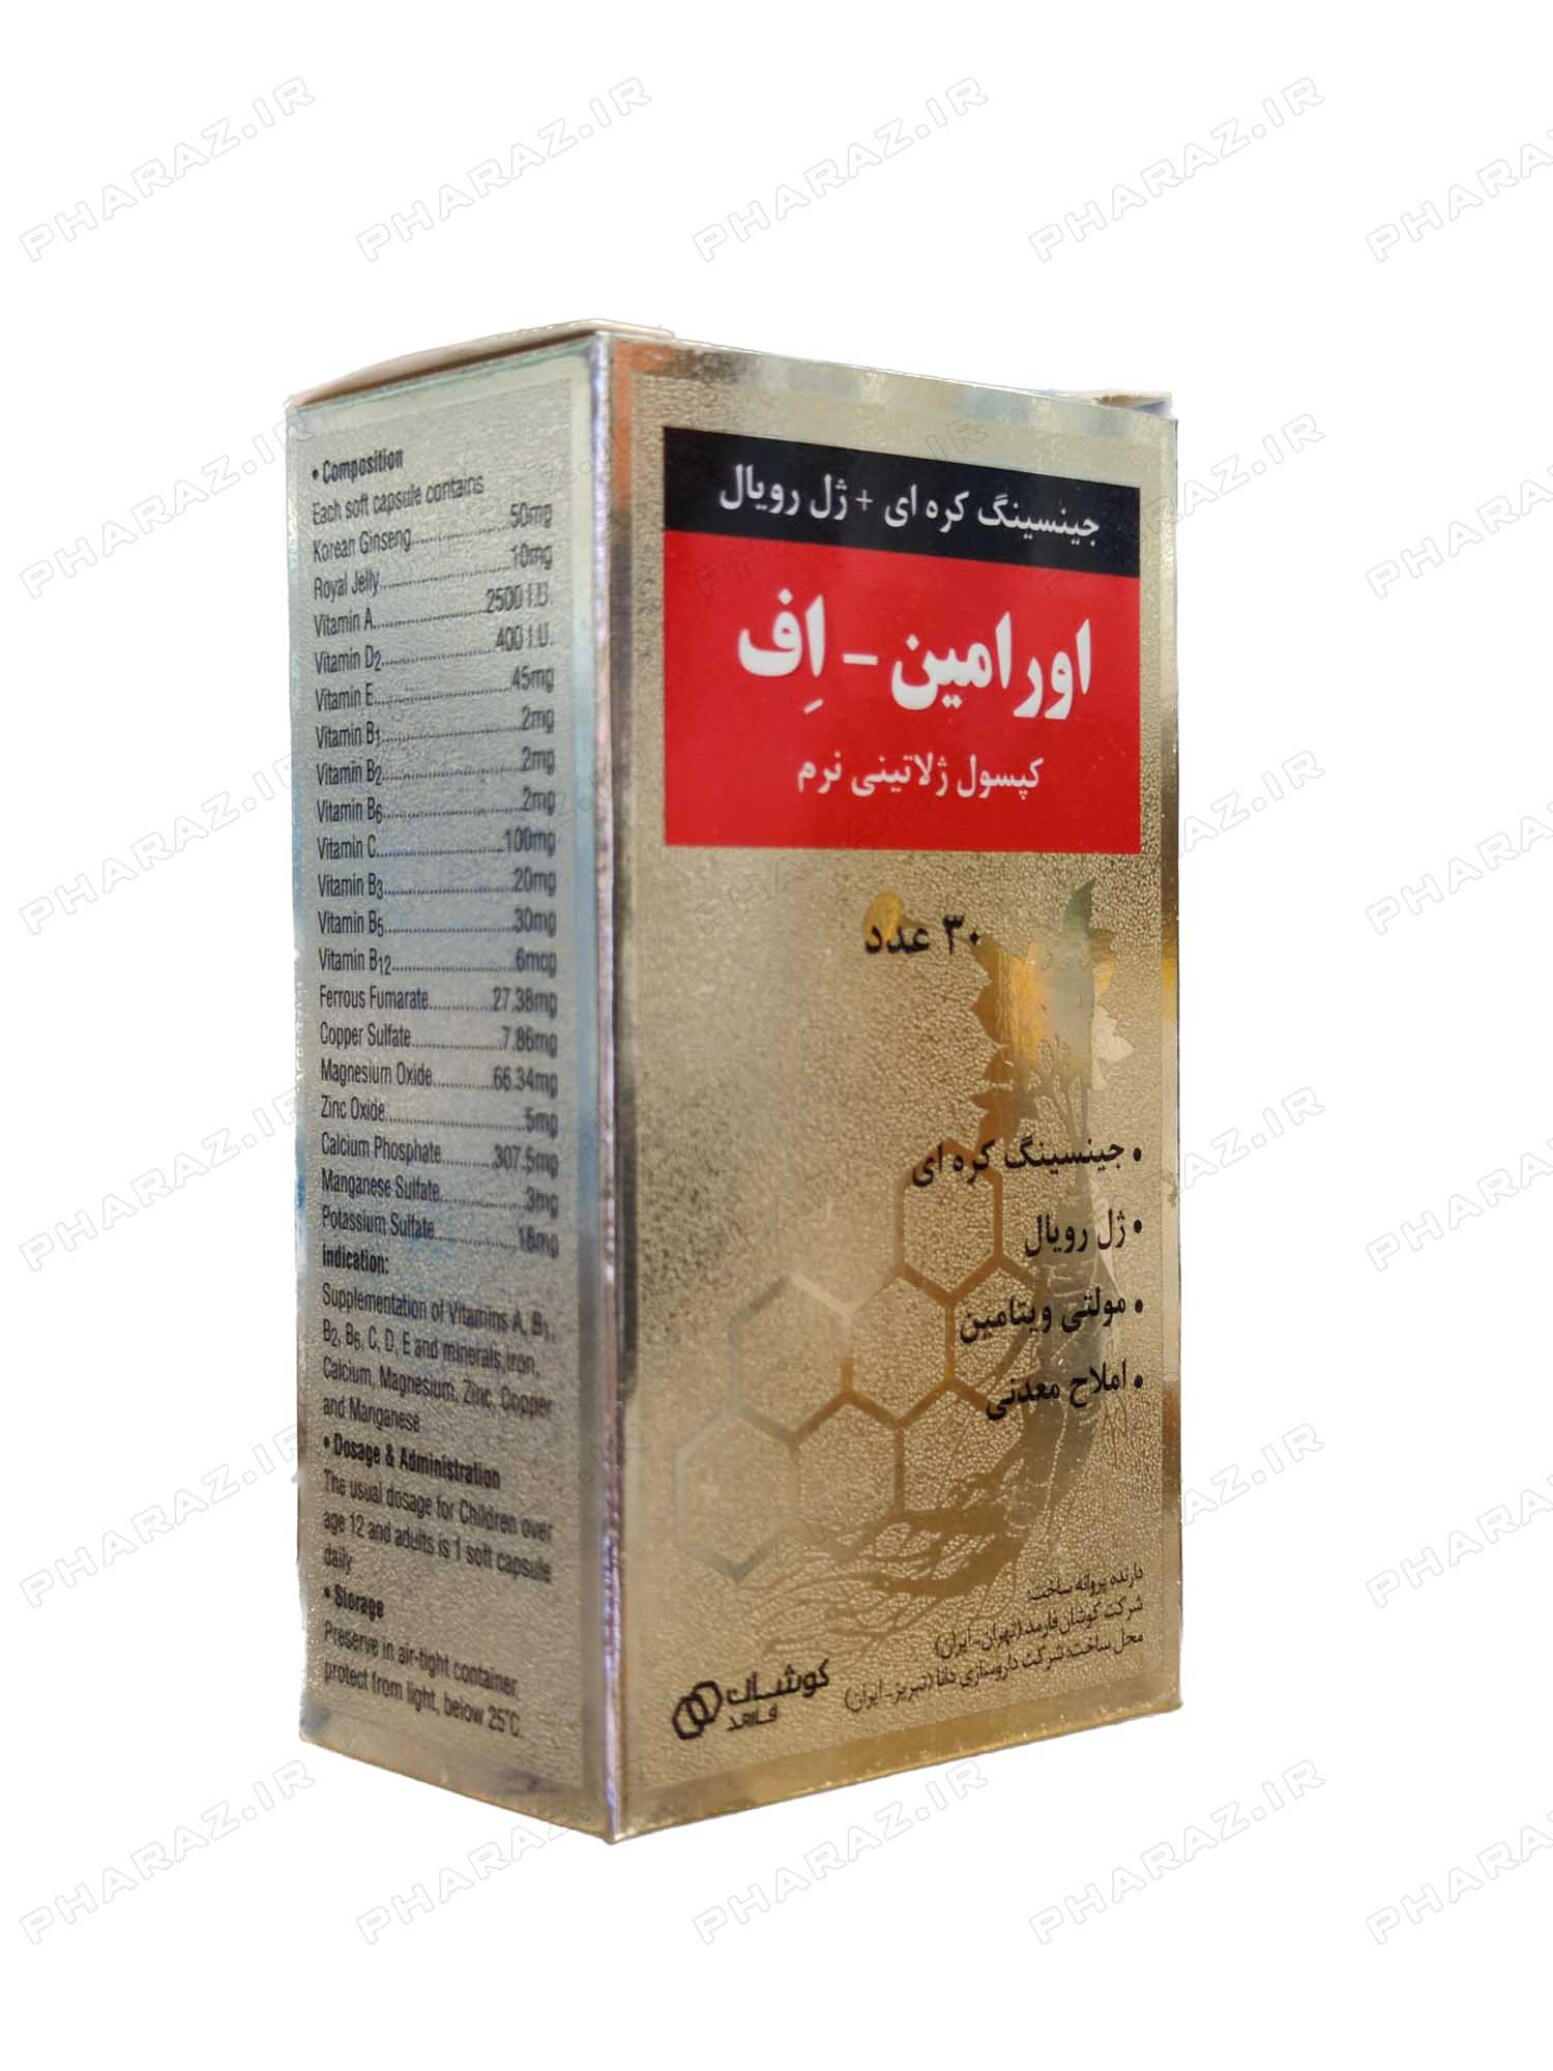 • Composition
Each soft capsule contains
Korean Ginseng..........50mg
Royal Jelly..........10mg
Vitamin A..........2500 I.U.
Vitamin D2..........400 I.U.
Vitamin E..........45mg
Vitamin B1..........2mg
Vitamin B2..........2mg
Vitamin B6..........2mg
Vitamin C..........100mg
Vitamin B3..........20mg
Vitamin B5..........30mg
Vitamin B12..........6mcg
Ferrous Fumarate..........27.38mg
Copper Sulfate..........7.86mg
Magnesium Oxide..........66.34mg
Zinc Oxide..........5mg
Calcium Phosphate..........307.5mg
Manganese Sulfate..........3mg
Potassium Sulfate..........18mg
indication:
Supplementation of Vitamins A, B1,
B2, B6, C, D, E and minerals,iron,
Calcium, Magnesium, Zinc, Copper
and Manganese
• Dosage & Administration
The usual dosage for Children over
age 12 and adults is 1 soft capsule
daily
• Storage
Preserve in air-tight container,
protect from light, below 25°C.
جینسینگ کره ای + ژل رویال
اورامین - اِف
کپسول ژلاتینی نرم
۳۰ عدد
• جینسینگ کره ای
• ژل رویال
• مولتی ویتامین
• املاح معدنی
دارنده پروانه ساخت:
شرکت کوشان فارمد (تهران-ایران)
محل ساخت: شرکت داروسازی دانا (تبریز-ایران)
کوشان
فارمد
PHARAZ.IR